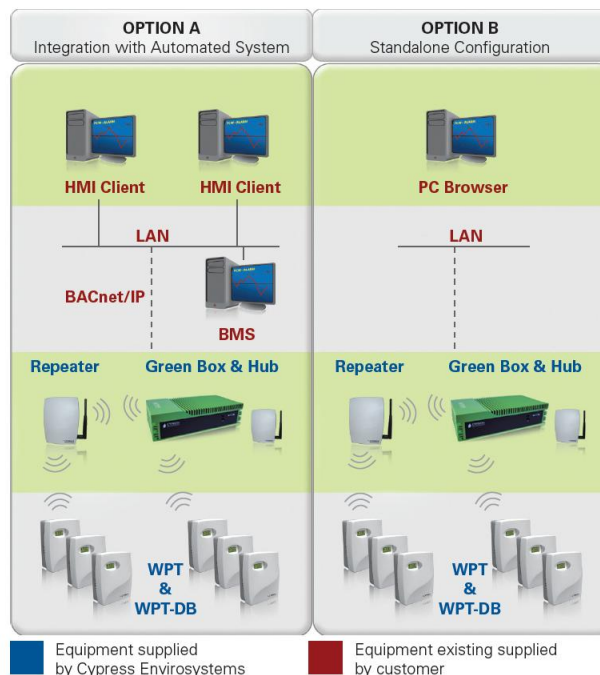 OPTION A
Integration with Automated System
HMI Client
HMI Client
LAN
BACnet/IP
BMS
Repeater
Green Box & Hub
WPT
&
WPT-DB
OPTION B
Standalone Configuration
PC Browser
LAN
Repeater
Green Box & Hub
WPT
&
WPT-DB
Equipment supplied
by Cypress Envirosystems
Equipment existing supplied
by customer